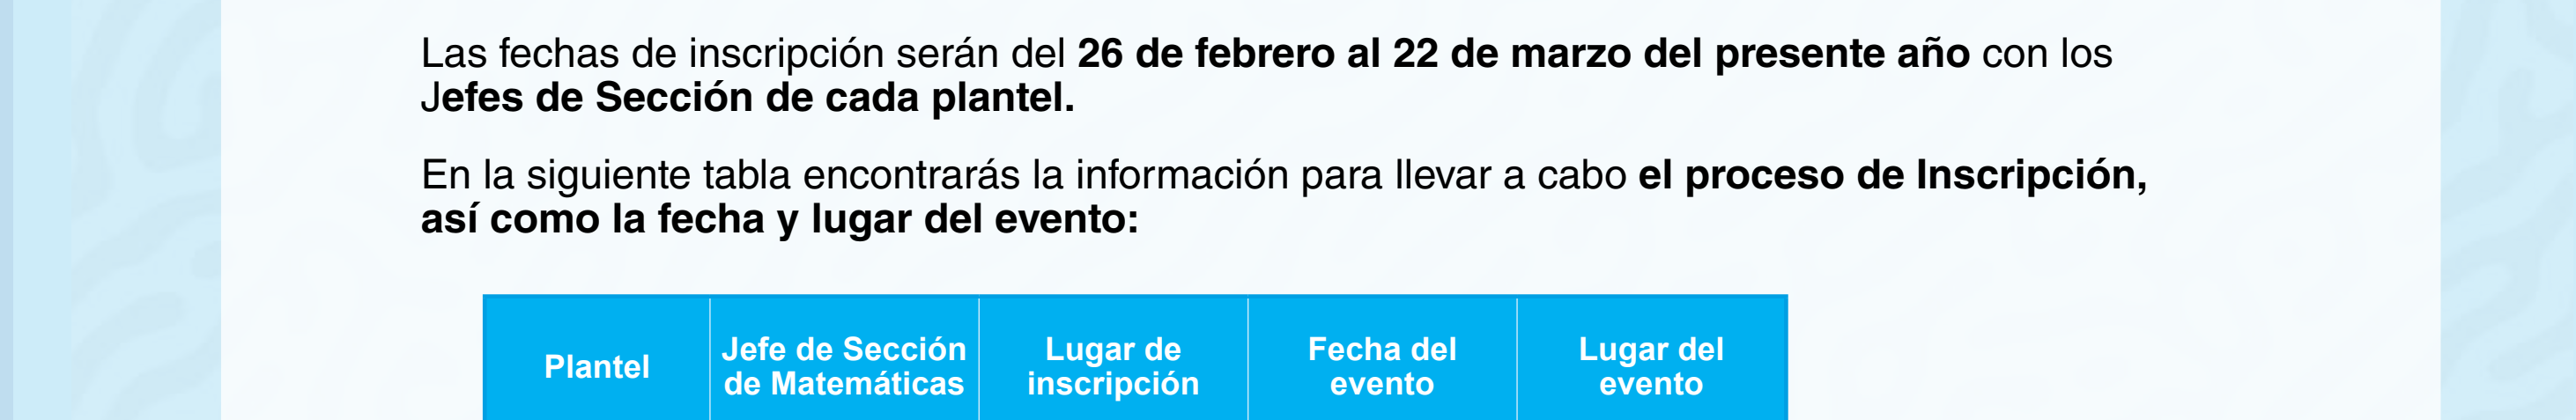 Las fechas de inscripción serán del 26 de febrero al 22 de marzo del presente año con los
Jefes de Sección de cada plantel.
En la siguiente tabla encontrarás la información para llevar a cabo el proceso de Inscripción,
así como la fecha y lugar del evento:
Plantel
Jefe de Sección
de Matemáticas
Lugar de
inscripción
Fecha del
evento
Lugar del
evento